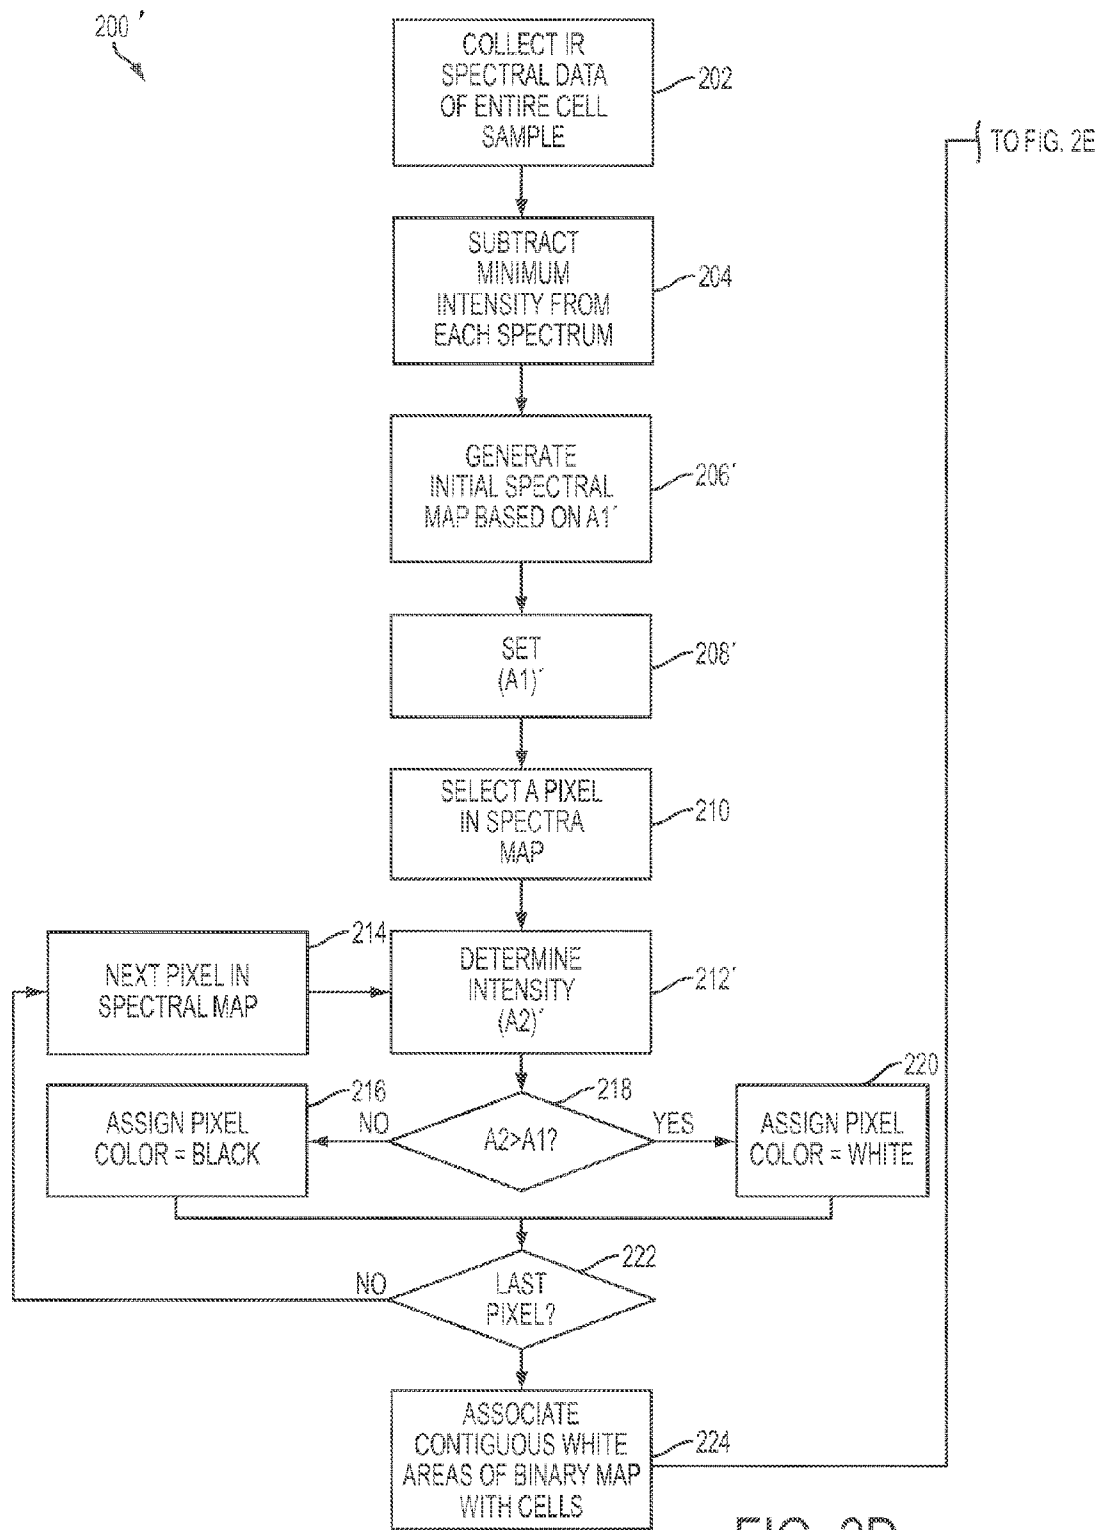 200´
COLLECT IR
SPECTRAL DATA
OF ENTIRE CELL
SAMPLE
202
TO FIG. 2E
SUBTRACT
MINIMUM
INTENSITY FROM
EACH SPECTRUM
204
GENERATE
INITIAL SPECTRAL
MAP BASED ON A1´
206´
SET
(A1)´
208´
SELECT A PIXEL
IN SPECTRA
MAP
210
NEXT PIXEL IN
SPECTRAL MAP
214
DETERMINE
INTENSITY
(A2)´
212´
ASSIGN PIXEL
COLOR = BLACK
216
NO
A2>A1?
218
YES
ASSIGN PIXEL
COLOR = WHITE
220
NO
LAST
PIXEL?
222
ASSOCIATE
CONTIGUOUS WHITE
AREAS OF BINARY MAP
WITH CELLS
224
FIG. 2D